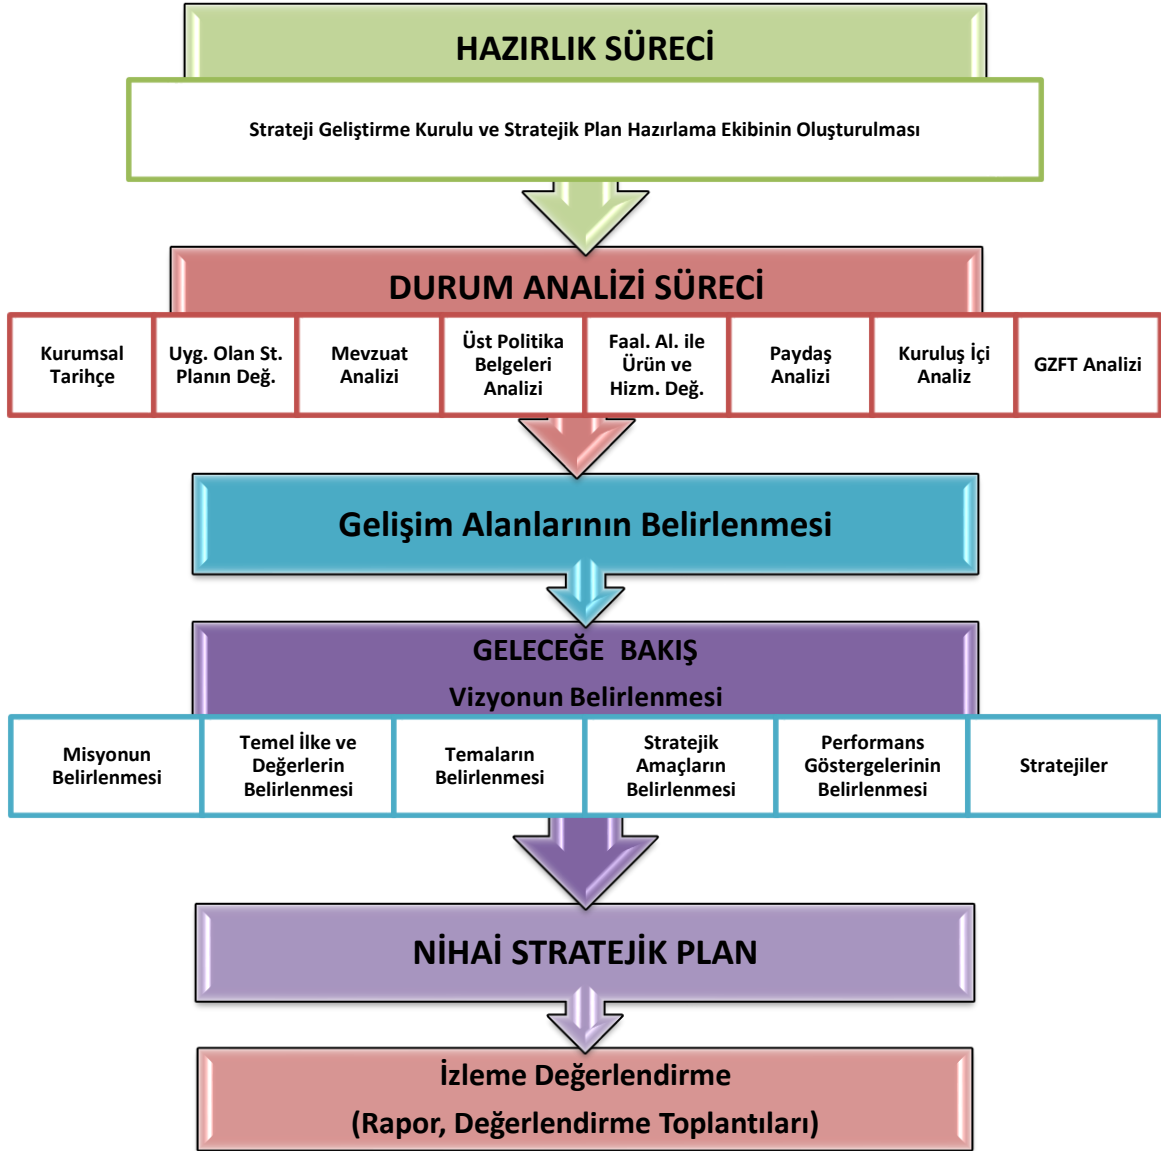 HAZIRLIK SÜRECİ
Strateji Geliştirme Kurulu ve Stratejik Plan Hazırlama Ekibinin Oluşturulması
DURUM ANALİZİ SÜRECİ
Kurumsal
Tarihçe
Uyg. Olan St.
Planın Değ.
Mevzuat
Analizi
Üst Politika
Belgeleri
Analizi
Faal. Al. ile
Ürün ve
Hizm. Değ.
Paydaş
Analizi
Kuruluş İçi
Analiz
GZFT Analizi
Gelişim Alanlarının Belirlenmesi
GELECEĞE BAKIŞ
Vizyonun Belirlenmesi
Misyonun
Belirlenmesi
Temel İlke ve
Değerlerin
Belirlenmesi
Temaların
Belirlenmesi
Stratejik
Amaçların
Belirlenmesi
Performans
Göstergelerinin
Belirlenmesi
Stratejiler
NİHAİ STRATEJİK PLAN
İzleme Değerlendirme
(Rapor, Değerlendirme Toplantıları)